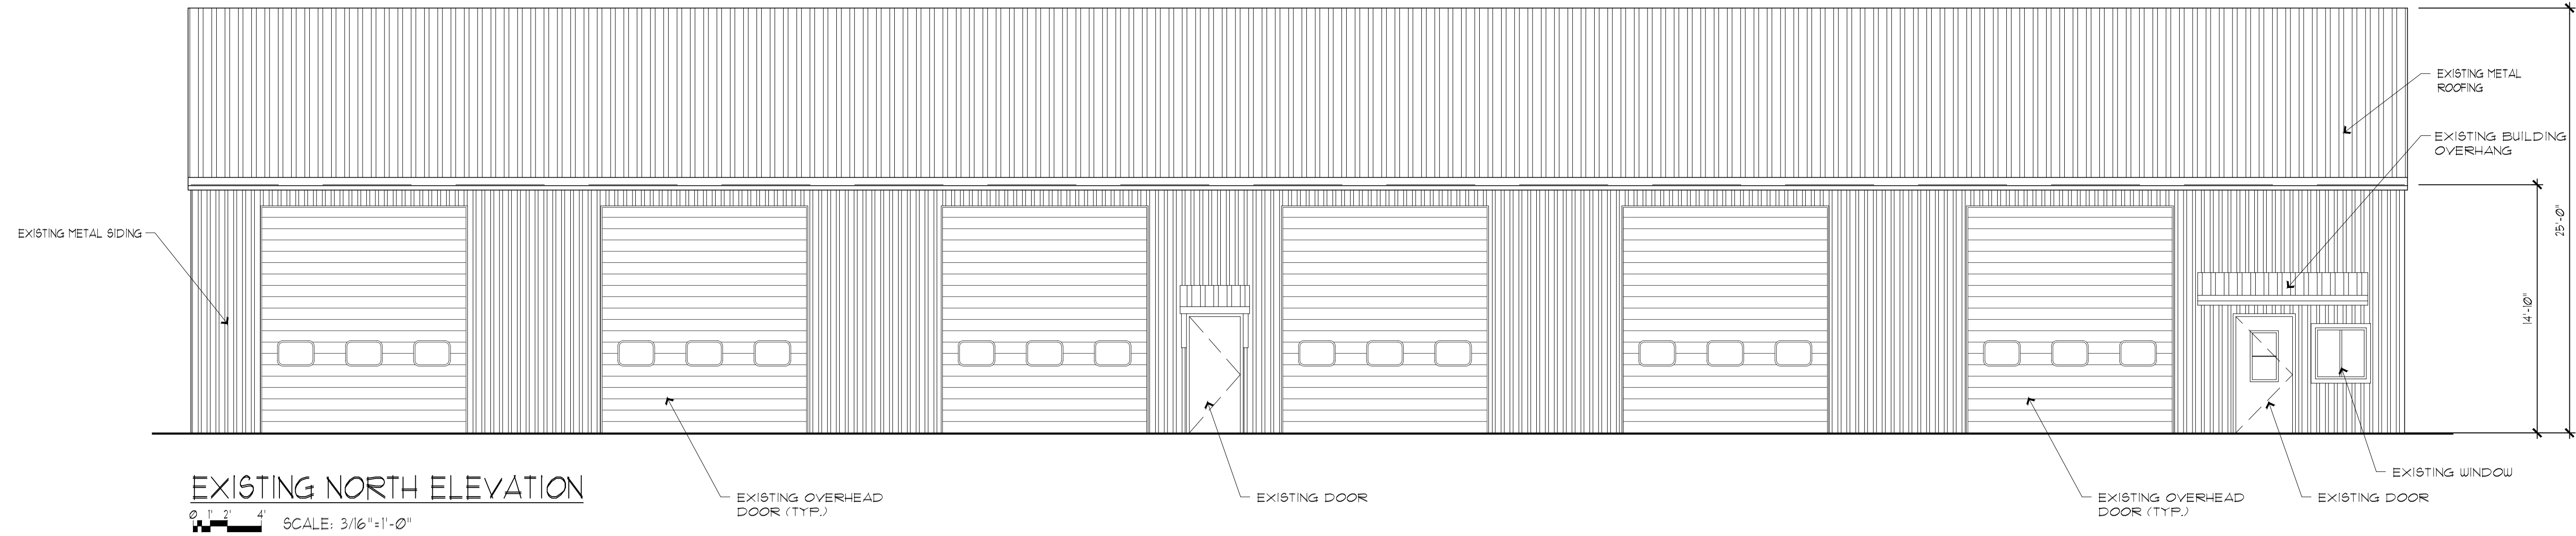 EXISTING METAL
ROOFING
EXISTING BUILDING
OVERHANG
EXISTING METAL SIDING
25'-0"
14'-10"
EXISTING WINDOW
EXISTING OVERHEAD
DOOR (TYP.)
EXISTING DOOR
EXISTING OVERHEAD
DOOR (TYP.)
EXISTING DOOR
EXISTING NORTH ELEVATION
0 1' 2' 4'
SCALE: 3/16"=1'-0"